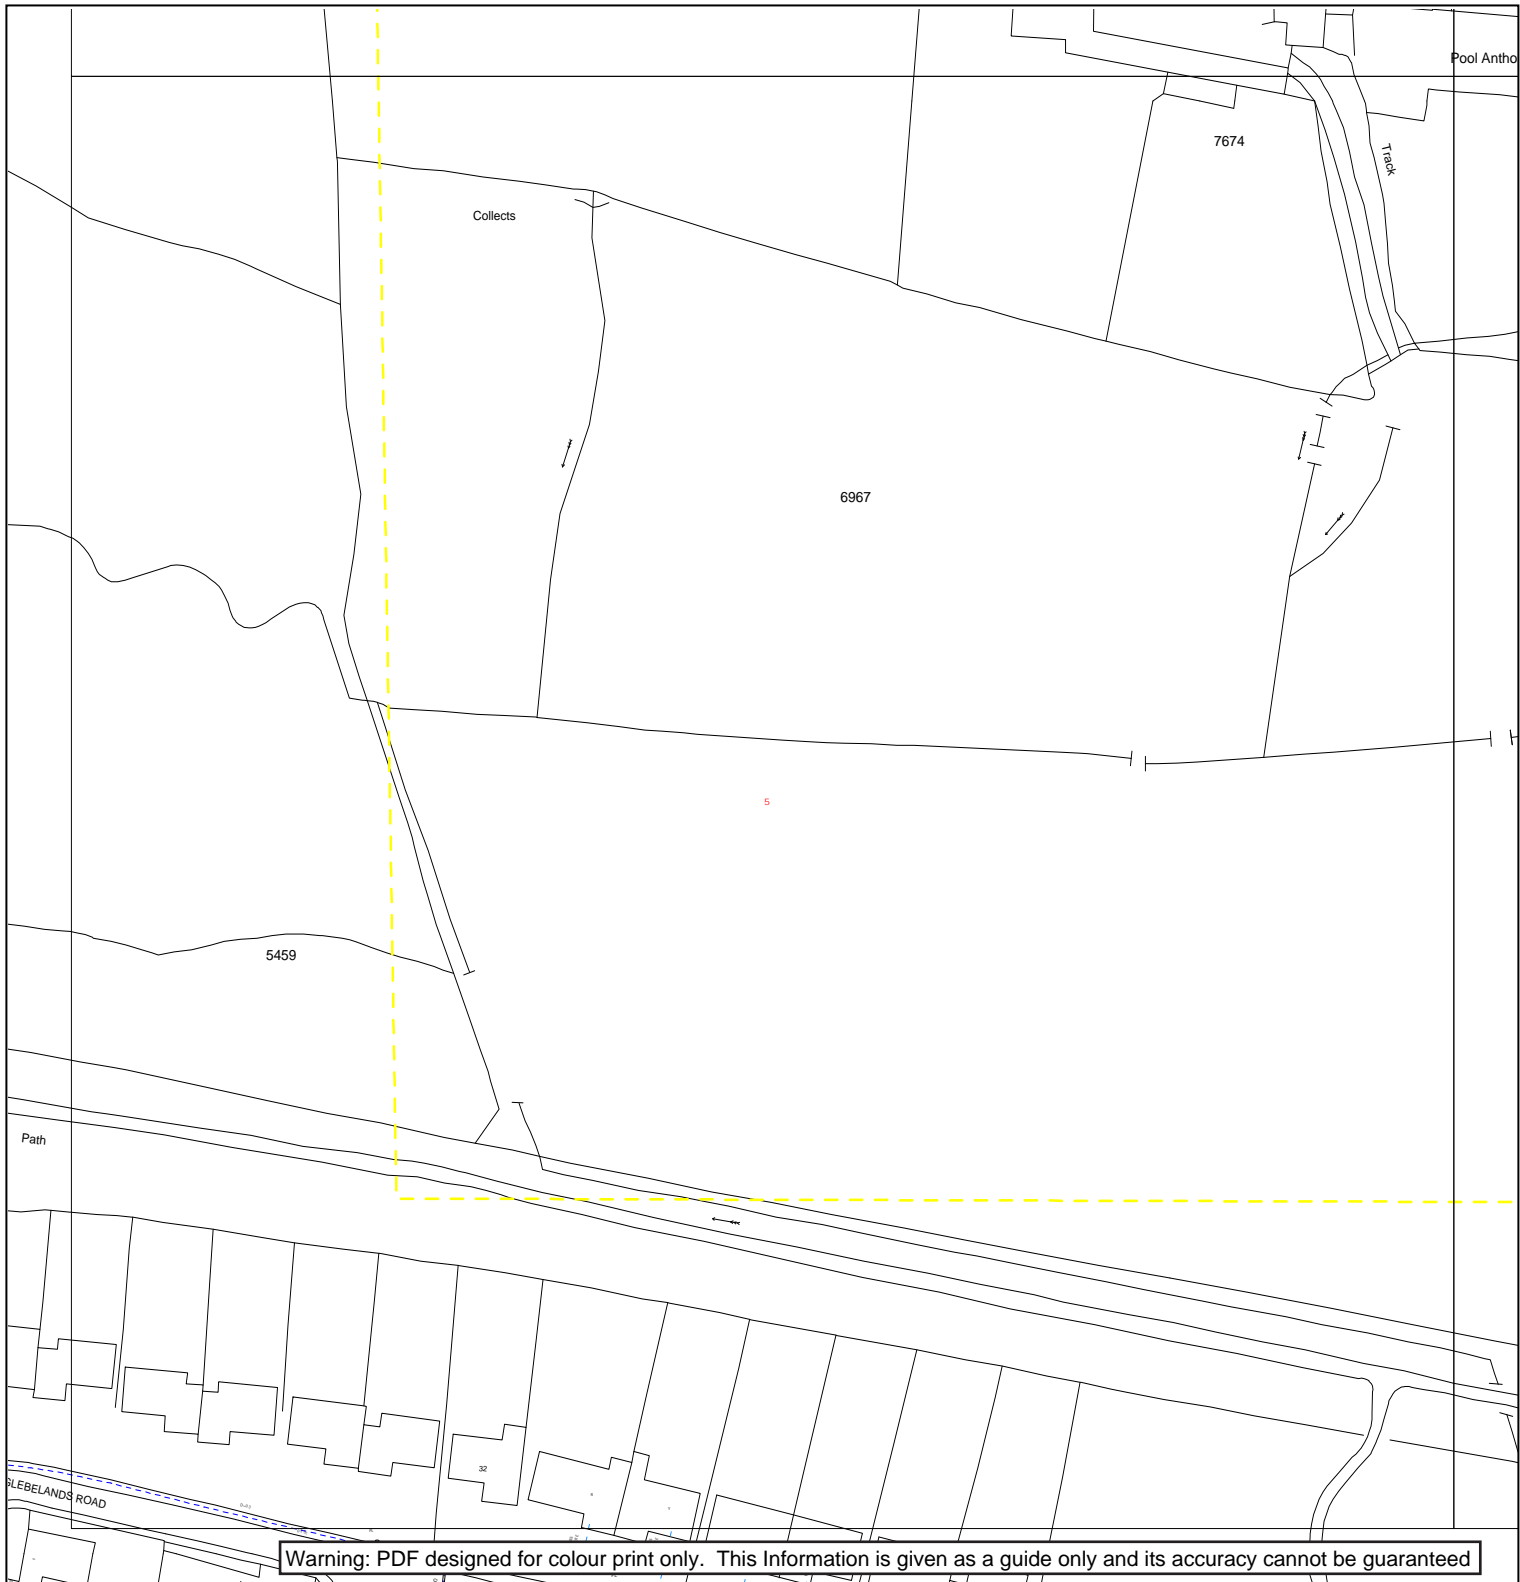 Pool Antho
7674
Track
Collects
6967
5
5459
Path
32
GLEBELANDS ROAD
Warning: PDF designed for colour print only. This Information is given as a guide only and its accuracy cannot be guaranteed